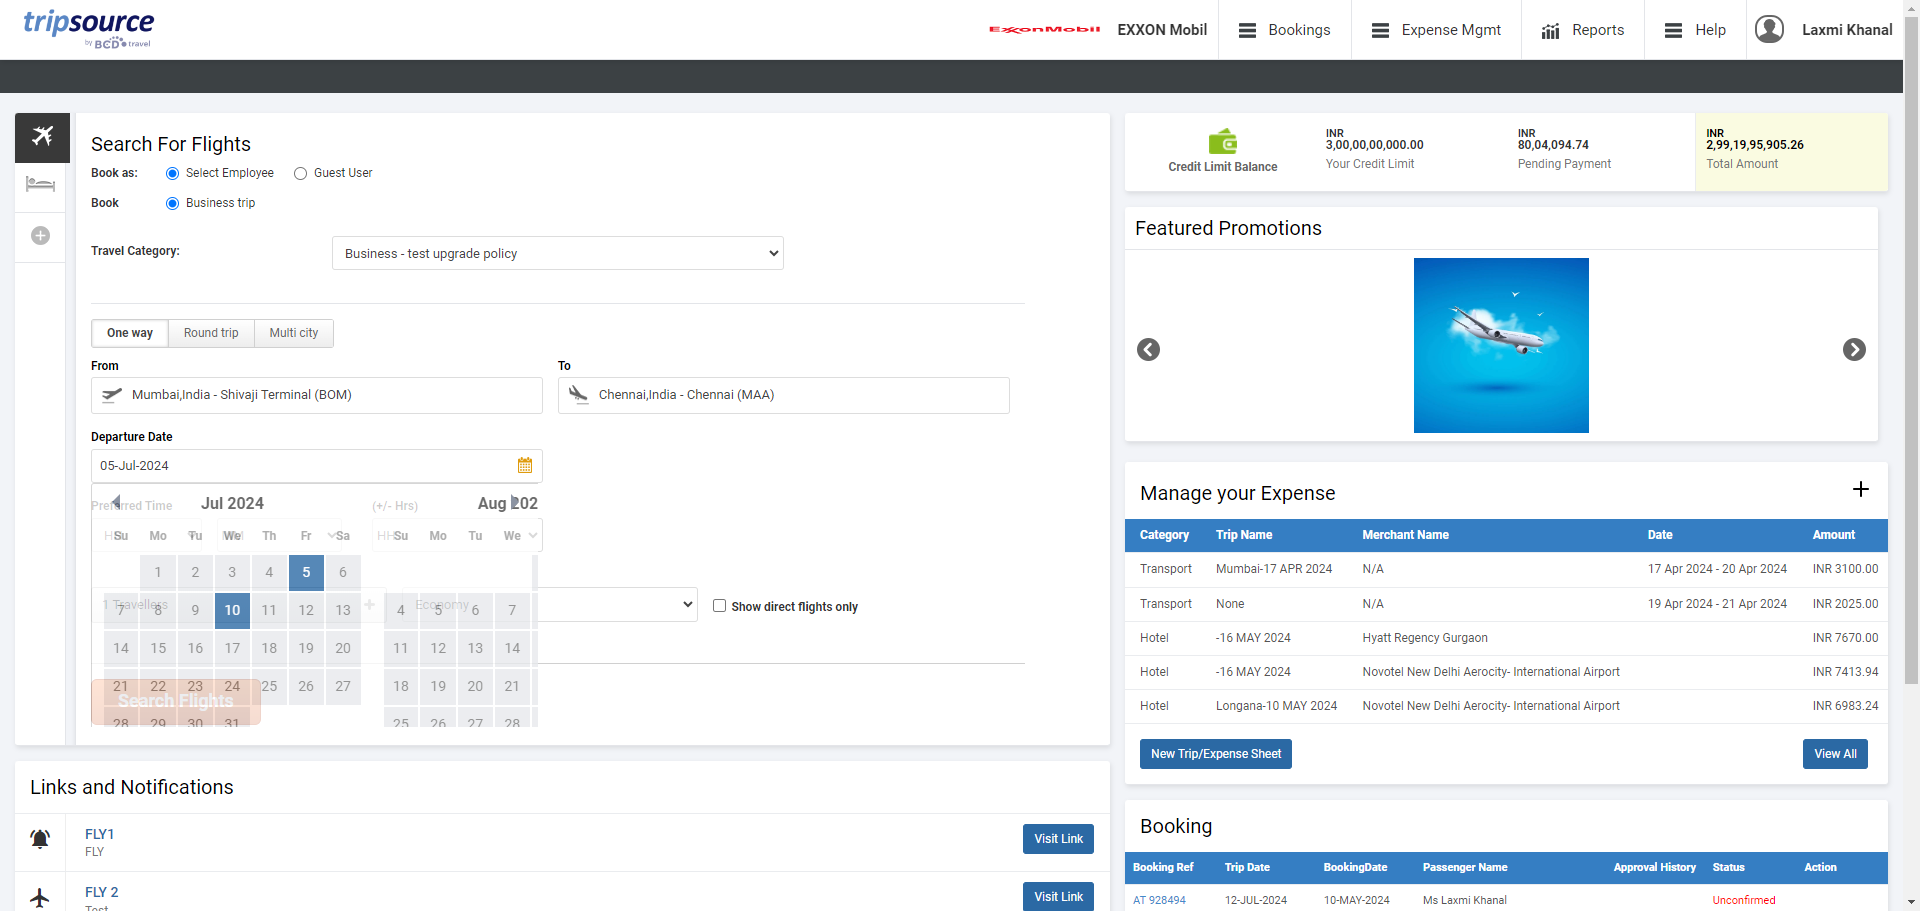 tripsource
by BCD travel
ExxonMobil
EXXON Mobil
Bookings
Expense Mgmt
Reports
Help
Laxmi Khanal
Search For Flights
Book as:
Select Employee
Guest User
Book
Business trip
Travel Category:
Business - test upgrade policy
One way
Round trip
Multi city
From
To
Mumbai,India - Shivaji Terminal (BOM)
Chennai,India - Chennai (MAA)
Departure Date
05-Jul-2024
Preferred Time
(+/- Hrs)
Jul 2024
Aug 202
Su Mo Tu We Th Fr Sa
Su Mo Tu We
1 2 3 4 5 6
7 8 9 10 11 12 13
4 5 6 7
1 Travellers
Economy
Show direct flights only
14 15 16 17 18 19 20
11 12 13 14
21 22 23 24 25 26 27
18 19 20 21
Search Flights
28 29 30 31
25 26 27 28
Credit Limit Balance
INR
3,00,00,00,000.00
Your Credit Limit
INR
80,04,094.74
Pending Payment
INR
2,99,19,95,905.26
Total Amount
Featured Promotions
Manage your Expense
Category Trip Name Merchant Name Date Amount
Transport Mumbai-17 APR 2024 N/A 17 Apr 2024 - 20 Apr 2024 INR 3100.00
Transport None N/A 19 Apr 2024 - 21 Apr 2024 INR 2025.00
Hotel -16 MAY 2024 Hyatt Regency Gurgaon INR 7670.00
Hotel -16 MAY 2024 Novotel New Delhi Aerocity- International Airport INR 7413.94
Hotel Longana-10 MAY 2024 Novotel New Delhi Aerocity- International Airport INR 6983.24
New Trip/Expense Sheet
View All
Links and Notifications
FLY1
FLY
Visit Link
FLY 2
Test
Visit Link
Booking
Booking Ref Trip Date BookingDate Passenger Name Approval History Status Action
AT 928494 12-JUL-2024 10-MAY-2024 Ms Laxmi Khanal Unconfirmed